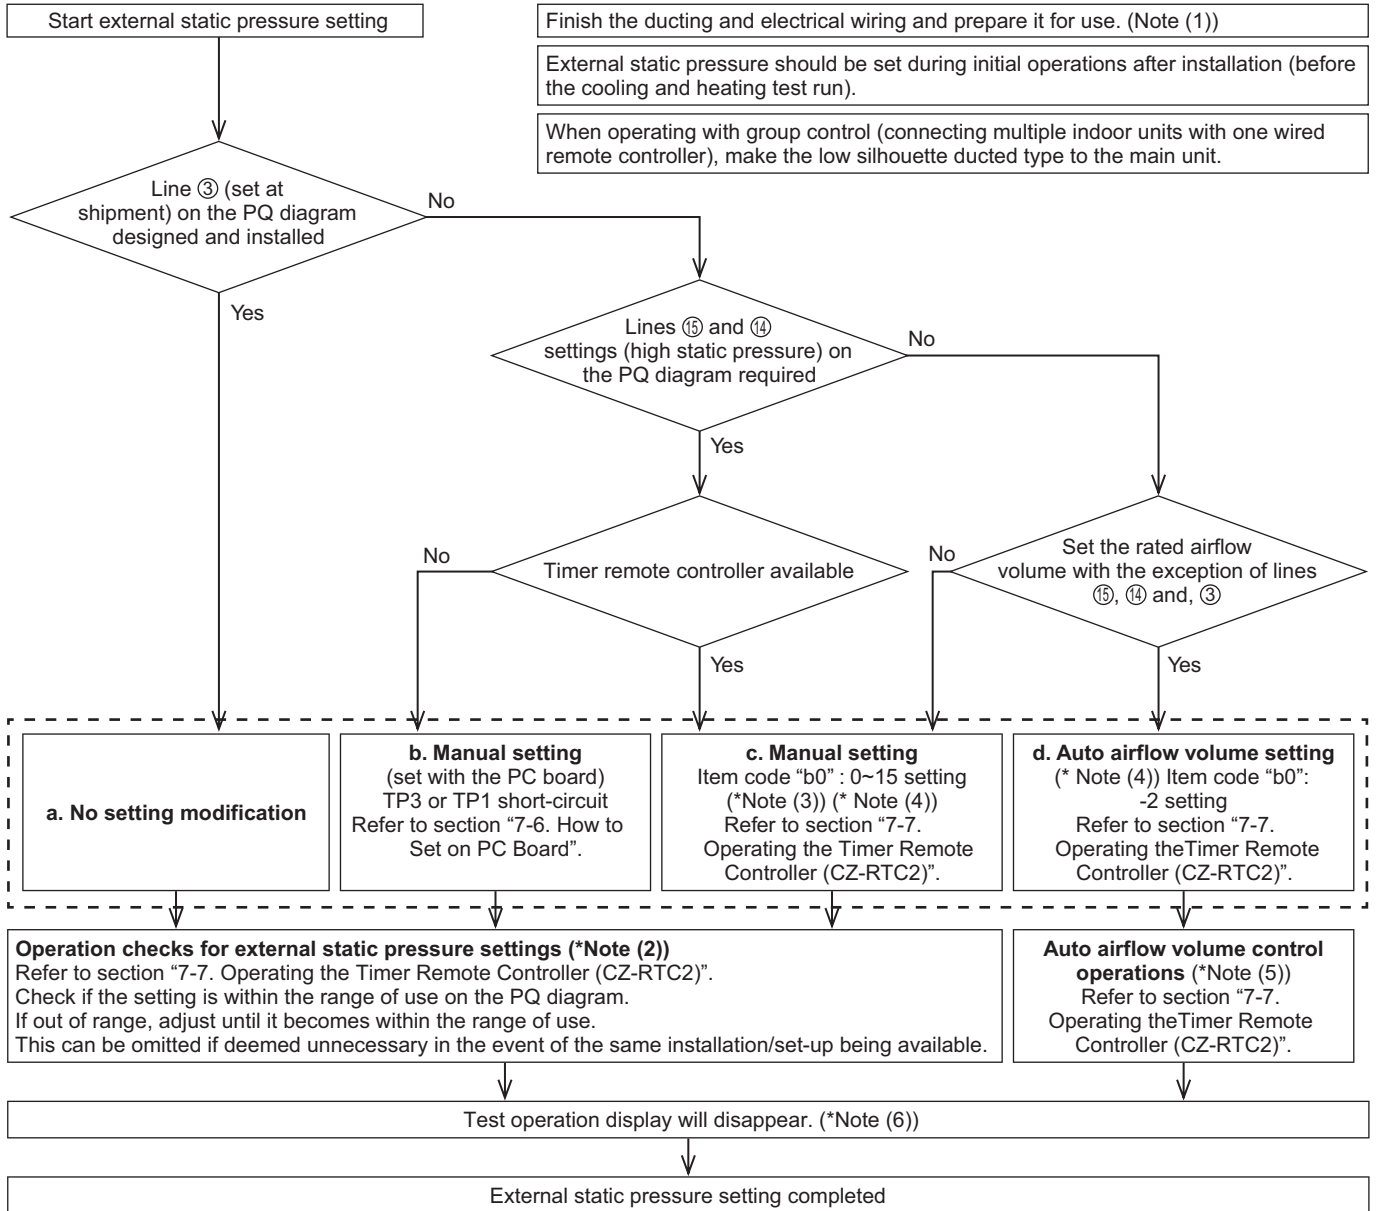 Start external static pressure setting
Finish the ducting and electrical wiring and prepare it for use. (Note (1))
External static pressure should be set during initial operations after installation (before
the cooling and heating test run).
When operating with group control (connecting multiple indoor units with one wired
remote controller), make the low silhouette ducted type to the main unit.
Line ③ (set at
shipment) on the PQ diagram
designed and installed
No
Yes
Lines ⑮ and ⑭
settings (high static pressure) on
the PQ diagram required
No
Yes
Timer remote controller available
No
Yes
Set the rated airflow
volume with the exception of lines
⑮, ⑭ and, ③
No
Yes
a. No setting modification
b. Manual setting
(set with the PC board)
TP3 or TP1 short-circuit
Refer to section “7-6. How to
Set on PC Board”.
c. Manual setting
Item code “b0” : 0~15 setting
(*Note (3)) (* Note (4))
Refer to section “7-7.
Operating the Timer Remote
Controller (CZ-RTC2)”.
d. Auto airflow volume setting
(* Note (4)) Item code “b0”:
-2 setting
Refer to section “7-7.
Operating theTimer Remote
Controller (CZ-RTC2)”.
Operation checks for external static pressure settings (*Note (2))
Refer to section “7-7. Operating the Timer Remote Controller (CZ-RTC2)”.
Check if the setting is within the range of use on the PQ diagram.
If out of range, adjust until it becomes within the range of use.
This can be omitted if deemed unnecessary in the event of the same installation/set-up being available.
Auto airflow volume control
operations (*Note (5))
Refer to section “7-7.
Operating theTimer Remote
Controller (CZ-RTC2)”.
Test operation display will disappear. (*Note (6))
External static pressure setting completed